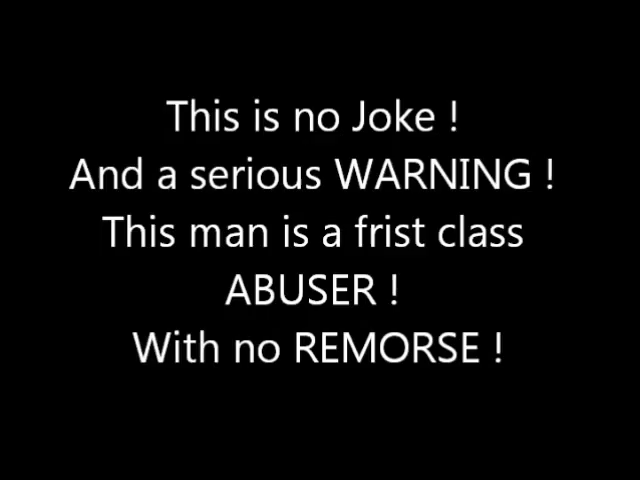 This is no Joke !
And a serious WARNING !
This man is a frist class
ABUSER !
With no REMORSE !